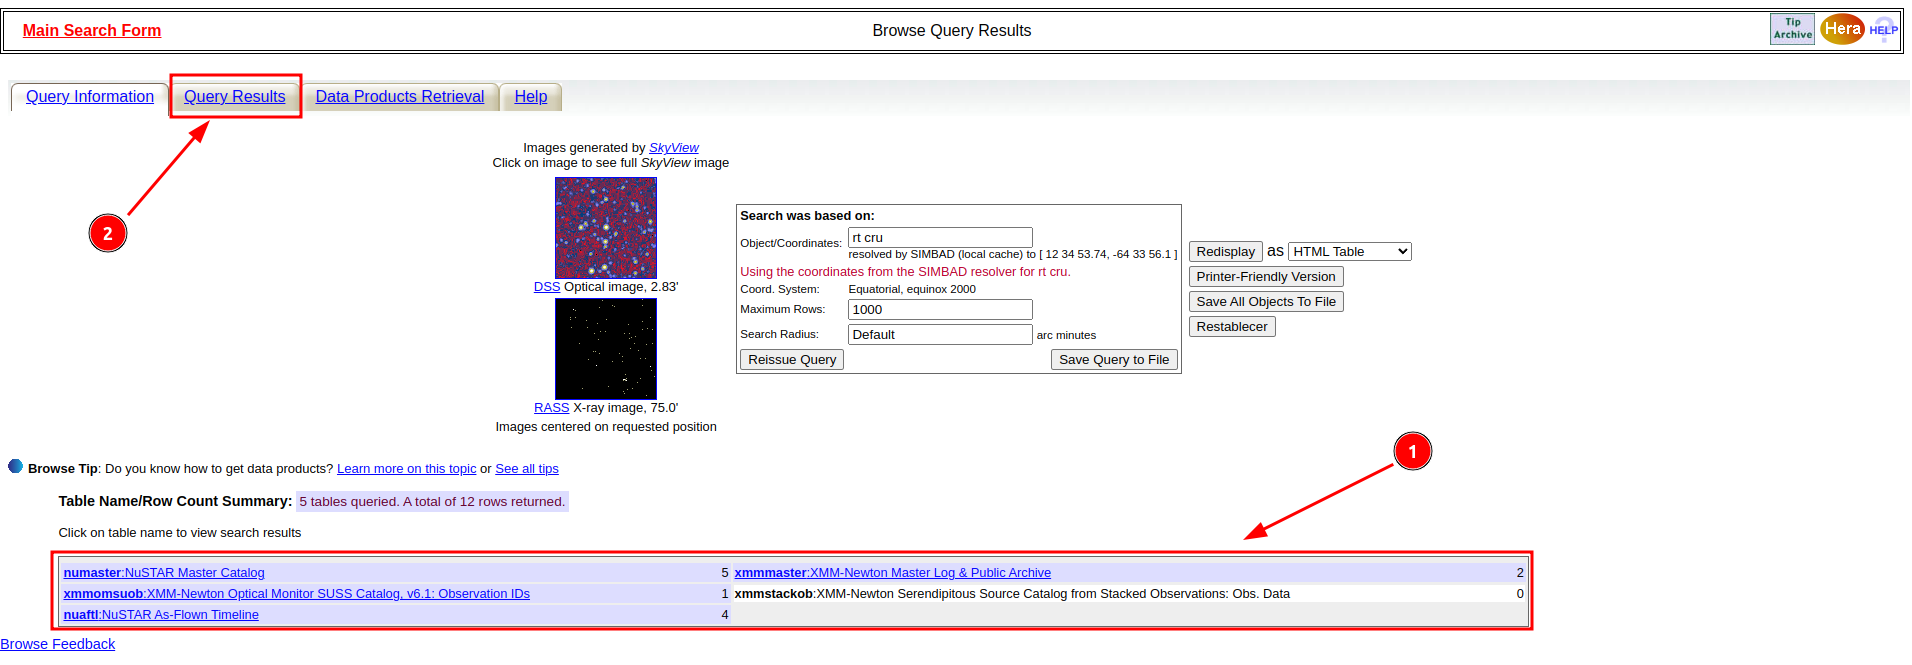 Main Search Form
Browse Query Results
Tip Archive
Hera
HELP
?
Query Information
Query Results
Data Products Retrieval
Help
2
Images generated by SkyView
Click on image to see full SkyView image
DSS Optical image, 2.83'
RASS X-ray image, 75.0'
Images centered on requested position
Search was based on:
Object/Coordinates: rt cru
resolved by SIMBAD (local cache) to [ 12 34 53.74, -64 33 56.1 ]
Using the coordinates from the SIMBAD resolver for rt cru.
Coord. System: Equatorial, equinox 2000
Maximum Rows: 1000
Search Radius: Default arc minutes
Reissue Query Save Query to File
Redisplay as HTML Table
Printer-Friendly Version
Save All Objects To File
Restablecer
1
Browse Tip: Do you know how to get data products? Learn more on this topic or See all tips
Table Name/Row Count Summary: 5 tables queried. A total of 12 rows returned.
Click on table name to view search results
numaster:NuSTAR Master Catalog 5 xmmmaster:XMM-Newton Master Log & Public Archive 2
xmmomsuob:XMM-Newton Optical Monitor SUSS Catalog, v6.1: Observation IDs 1 xmmstackob:XMM-Newton Serendipitous Source Catalog from Stacked Observations: Obs. Data 0
nuaftl:NuSTAR As-Flown Timeline 4
Browse Feedback